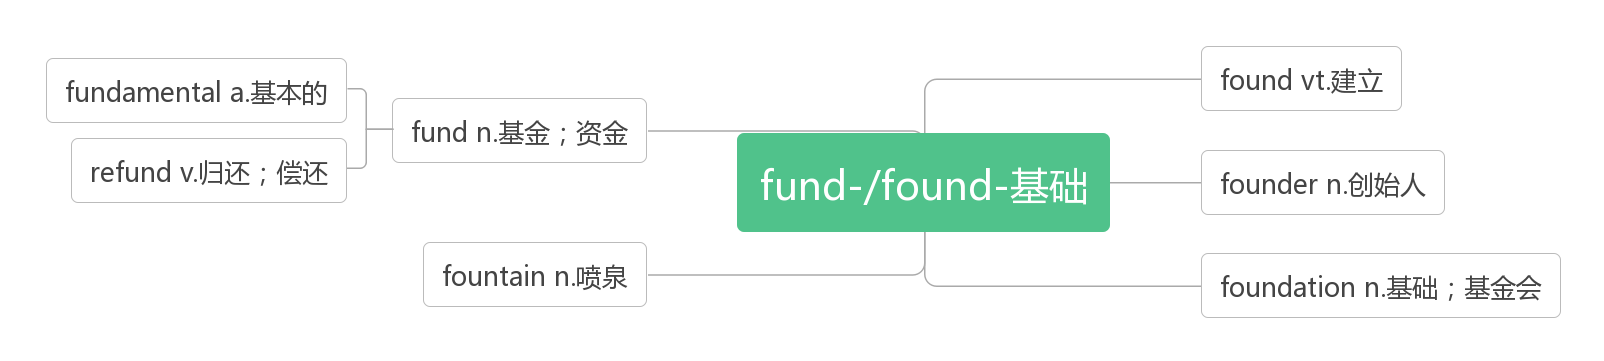 fund-/found-基础
found vt.建立
founder n.创始人
foundation n.基础；基金会
fund n.基金；资金
fundamental a.基本的
refund v.归还；偿还
fountain n.喷泉